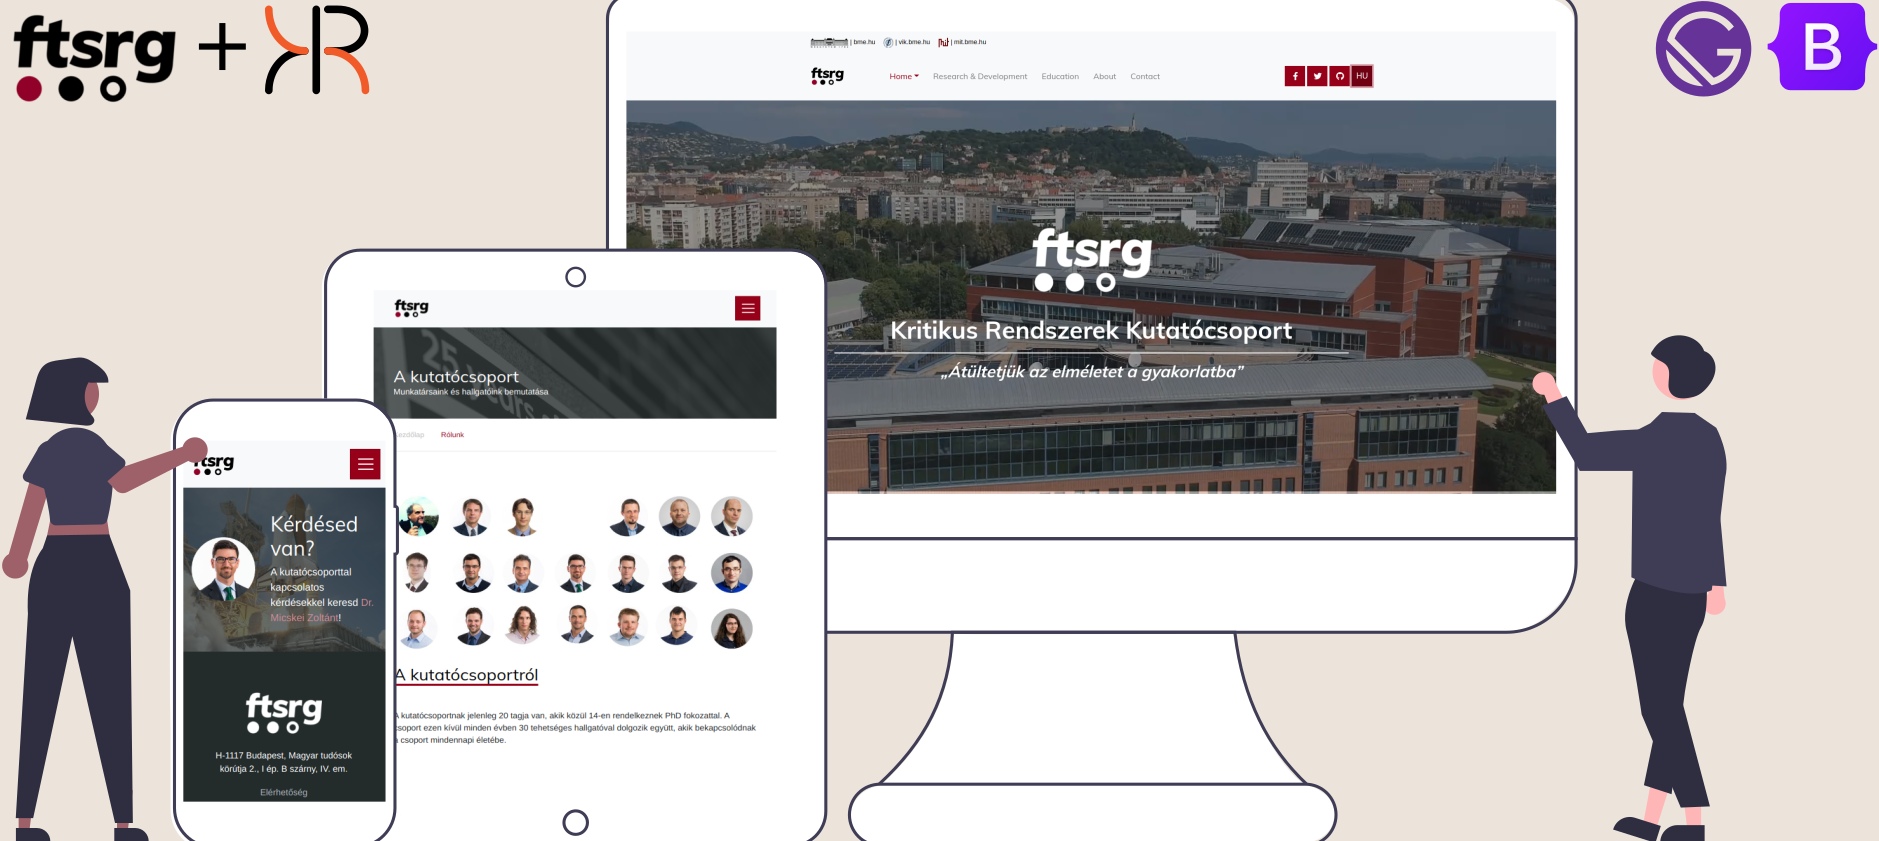 ftsrg + KR
B
| bme.hu | vik.bme.hu | mit.bme.hu
ftsrg Home Research & Development Education About Contact HU
ftsrg
Kritikus Rendszerek Kutatócsoport
„Átültetjük az elméletet a gyakorlatba”
ftsrg
25 years
A kutatócsoport
Munkatársaink és hallgatóink bemutatása
Rólunk
A kutatócsoportról
A kutatócsoportnak jelenleg 20 tagja van, akik közül 14-en rendelkeznek PhD fokozattal. A
csoport ezen kívül minden évben 30 tehetséges hallgatóval dolgozik együtt, akik bekapcsolódnak
a csoport mindennapi életébe.
ftsrg
Kérdésed
van?
A kutatócsoporttal
kapcsolatos
kérdésekkel keresd Dr.
Micskei Zoltánt!
ftsrg
H-1117 Budapest, Magyar tudósok
körútja 2., I ép. B szárny, IV. em.
Elérhetőség